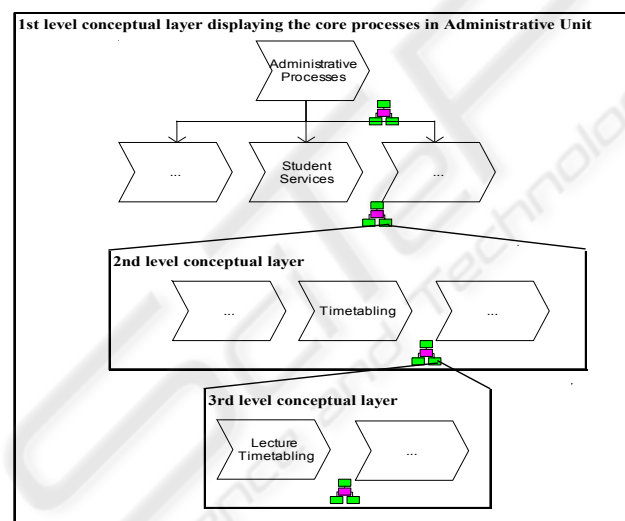 1st level conceptual layer displaying the core processes in Administrative Unit
Administrative
Processes
...
Student
Services
...
2nd level conceptual layer
...
Timetabling
...
3rd level conceptual layer
Lecture
Timetabling
...